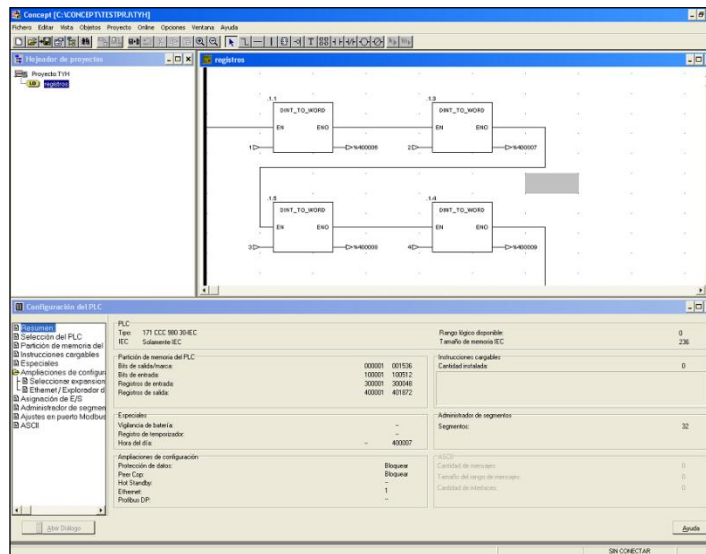 Concept [C:\CONCEPT\TESTPRJ\TYH]
Fichero Editar Vista Objetos Proyecto Online Opciones Ventana Ayuda
Hojeador de proyectos
Proyecto TYH
registros
registros
.1.1
DINT_TO_WORD
EN ENO
1 %400006
.1.3
DINT_TO_WORD
EN ENO
2 %400007
.1.5
DINT_TO_WORD
EN ENO
3 %400008
.1.4
DINT_TO_WORD
EN ENO
4 %400009
Configuración del PLC
Resumen
Selección del PLC
Partición de memoria del
Instrucciones cargables
Especiales
Ampliaciones de configura
Seleccionar expansion
Ethernet / Explorador d
Asignación de E/S
Administrador de segmen
Ajustes en puerto Modbus
ASCII
PLC
Tipo: 171 CCC 980 30-IEC
IEC Solamente IEC
Rango lógico disponible: 0
Tamaño de memoria IEC 236
Partición de memoria del PLC
Bits de salida/marca: 000001 001536
Bits de entrada: 100001 100512
Registros de entrada: 300001 300048
Registros de salida: 400001 401872
Instrucciones cargables
Cantidad instalada: 0
Especiales
Vigilancia de batería: -
Registro de temporizador: -
Hora del día: - 400007
Administrador de segmentos
Segmentos: 32
Ampliaciones de configuración
Protección de datos: Bloquear
Peer Cop: Bloquear
Hot Standby: -
Ethernet: 1
Profibus DP: -
ASCII
Cantidad de mensajes 0
Tamaño del rango de mensajes: 0
Cantidad de interfaces: 0
Abrir Diálogo
Ayuda
SIN CONECTAR